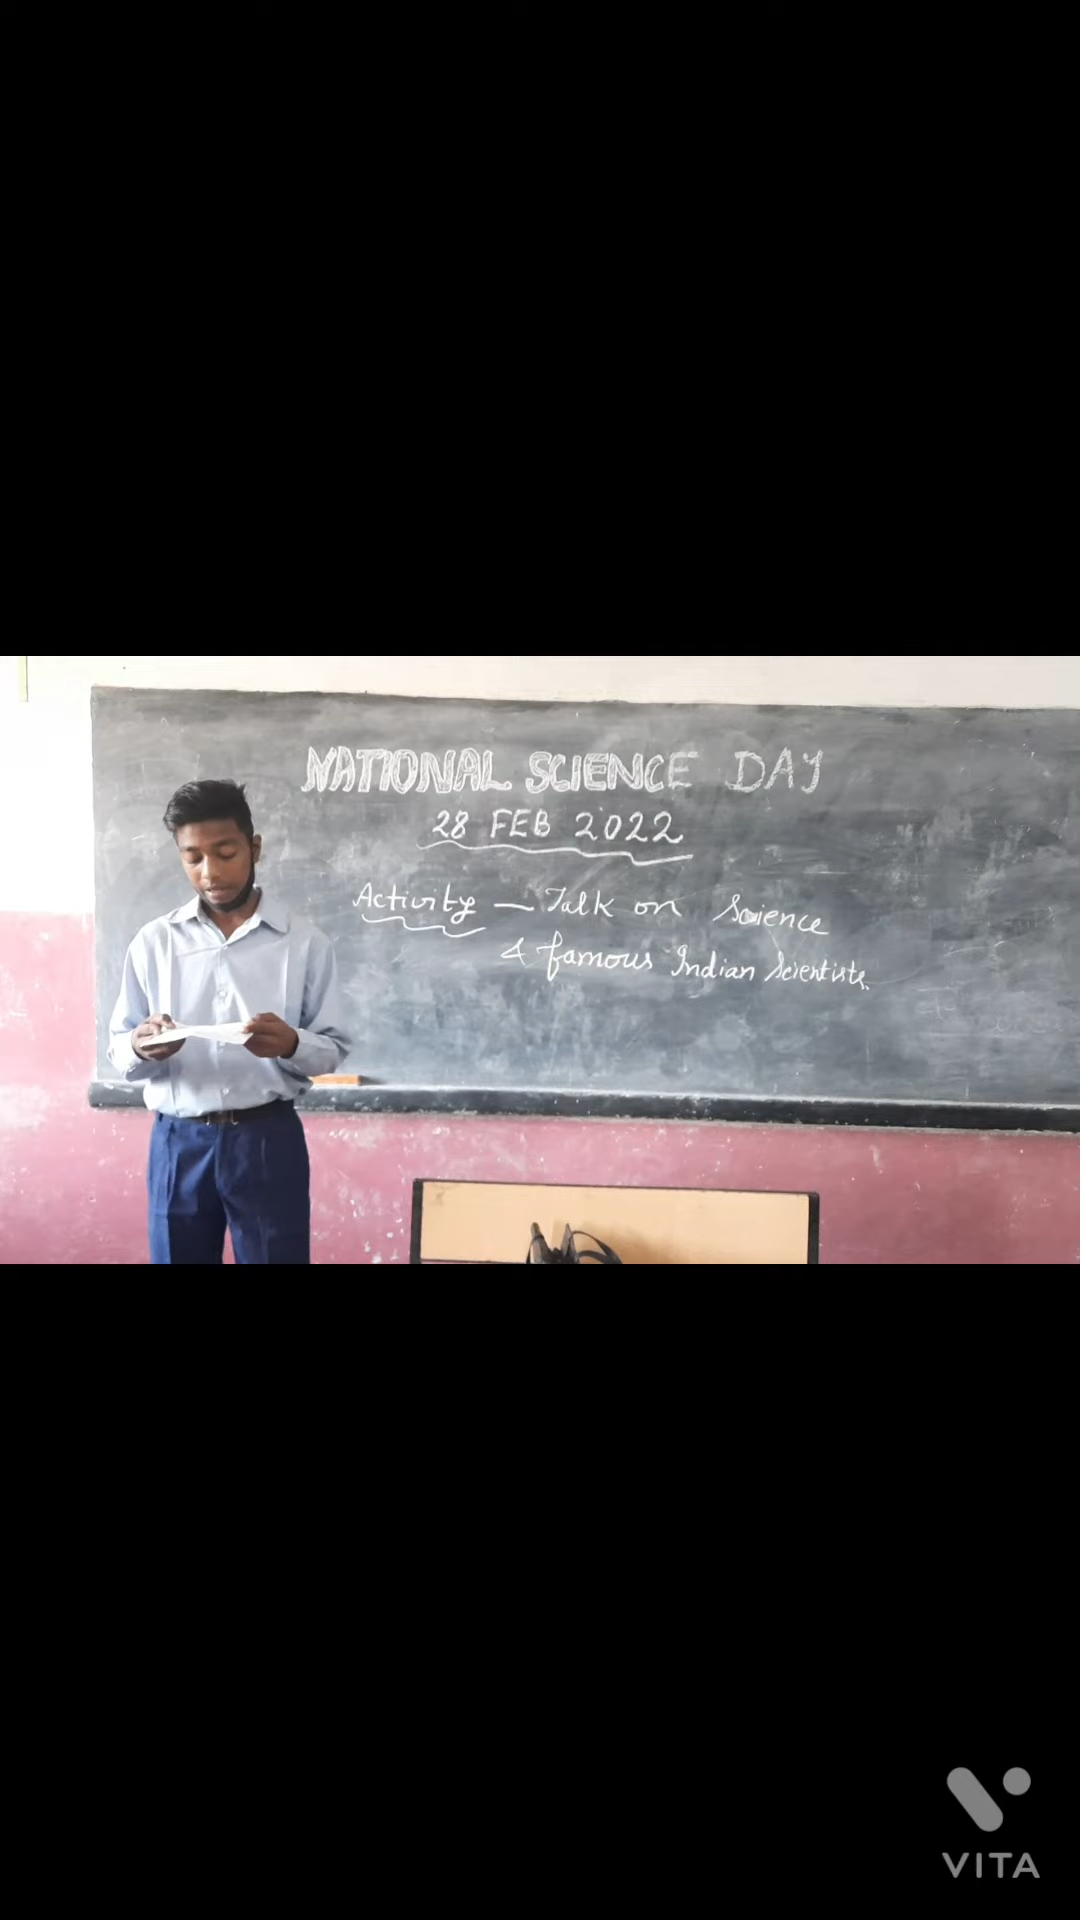 NATIONAL SCIENCE DAY
28 FEB 2022
Activity — Talk on Science
& famous Indian Scientists.
VITA